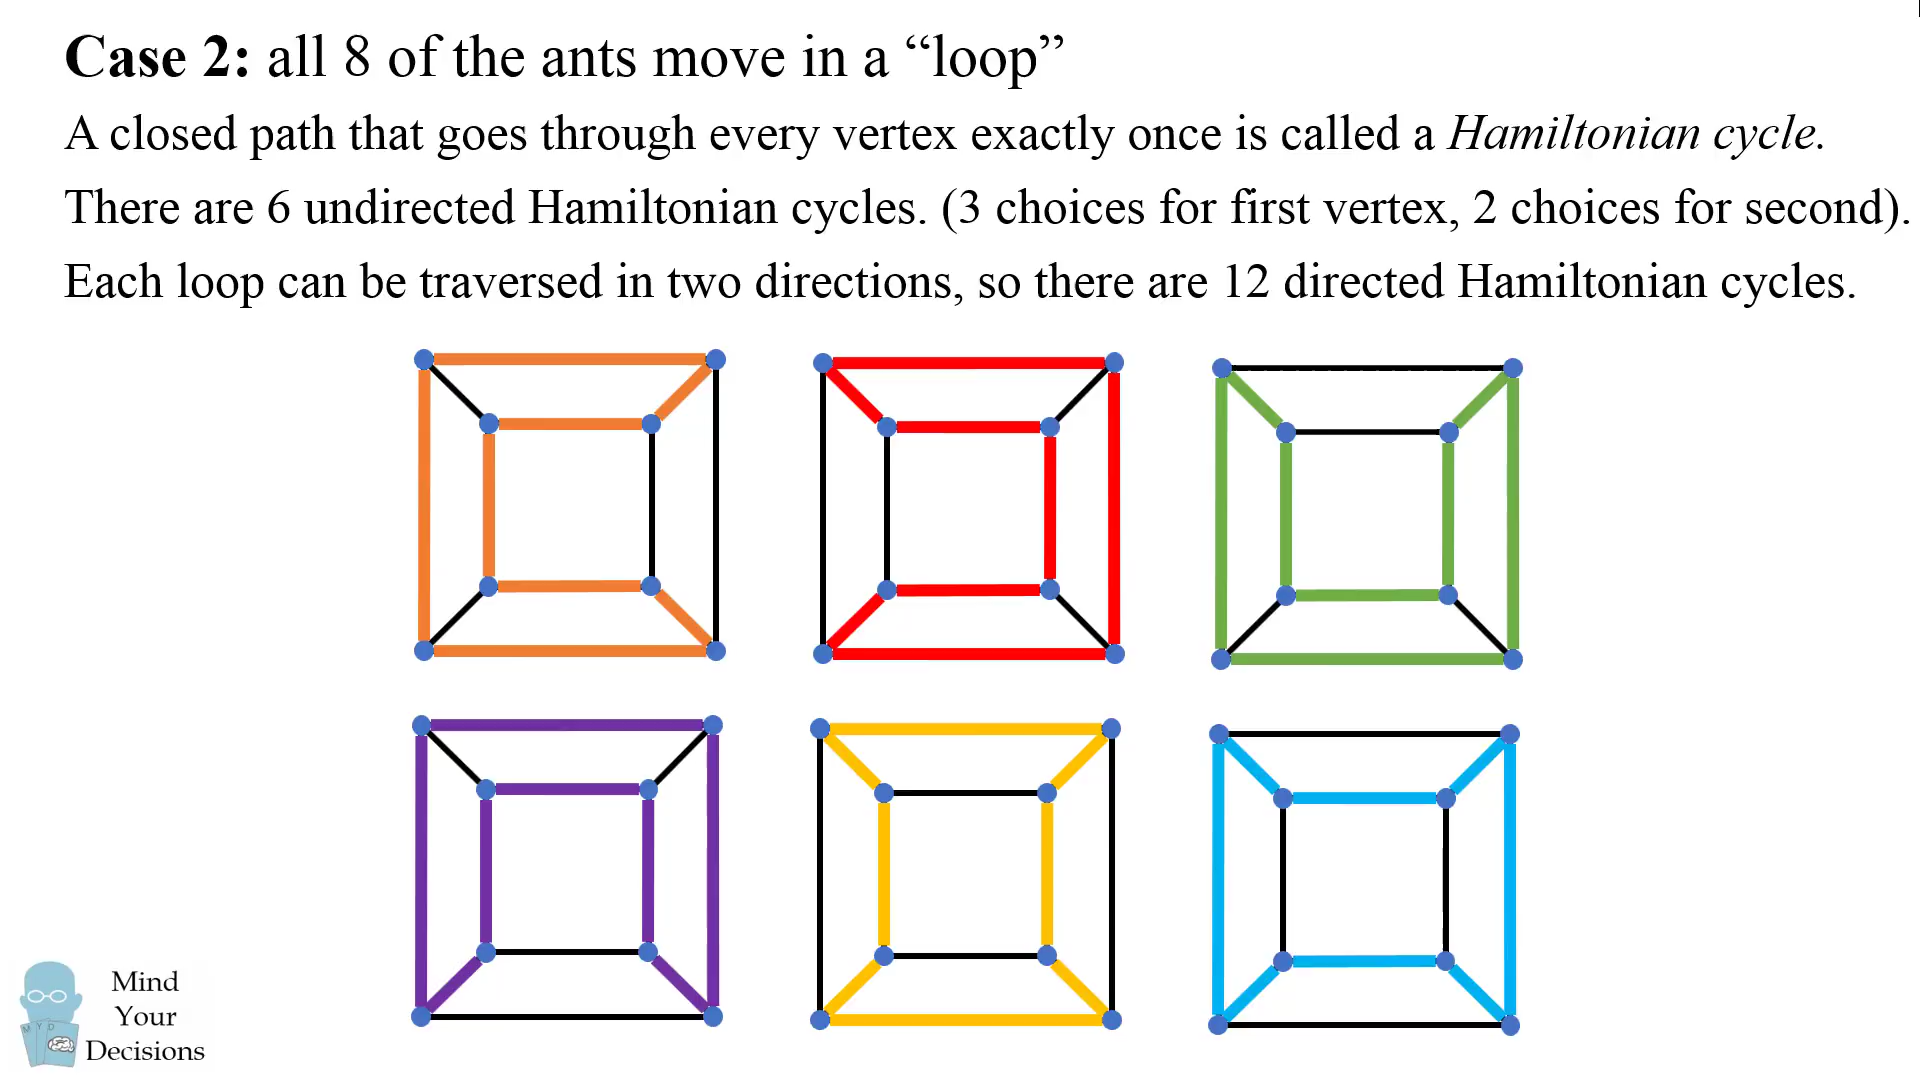 Case 2: all 8 of the ants move in a “loop”
A closed path that goes through every vertex exactly once is called a Hamiltonian cycle.
There are 6 undirected Hamiltonian cycles. (3 choices for first vertex, 2 choices for second).
Each loop can be traversed in two directions, so there are 12 directed Hamiltonian cycles.
Mind
Your
Decisions
M Y D